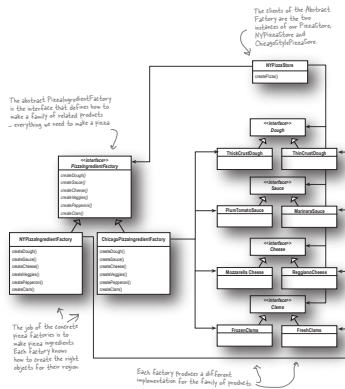 The clients of the Abstract
Factory are the two
instances of our PizzaStore,
NYPizzaStore and
ChicagoStylePizzaSore.
NYPizzaStore
createPizza()
The abstract PizzaIngredientFactory
is the interface that defines how to
make a family of related products
- everything we need to make a pizza.
<<interface>>
PizzaIngredientFactory
createDough()
createSauce()
createCheese()
createVeggies()
createPepperoni()
createClam()
<<interface>>
Dough
ThickCrustDough
ThinCrustDough
<<interface>>
Sauce
PlumTomatoSauce
MarinaraSauce
<<interface>>
Cheese
Mozzarella Cheese
ReggianoCheese
<<interface>>
Clams
FrozenClams
FreshClams
NYPizzaIngredientFactory
createDough()
createSauce()
createCheese()
createVeggies()
createPepperoni()
createClam()
ChicagoPizzaIngredientFactory
createDough()
createSauce()
createCheese()
createVeggies()
createPepperoni()
createClam()
The job of the concrete
pizza factories is to
make pizza ingredients.
Each factory knows
how to create the right
objects for their region.
Each factory produces a different
implementation for the family of products.